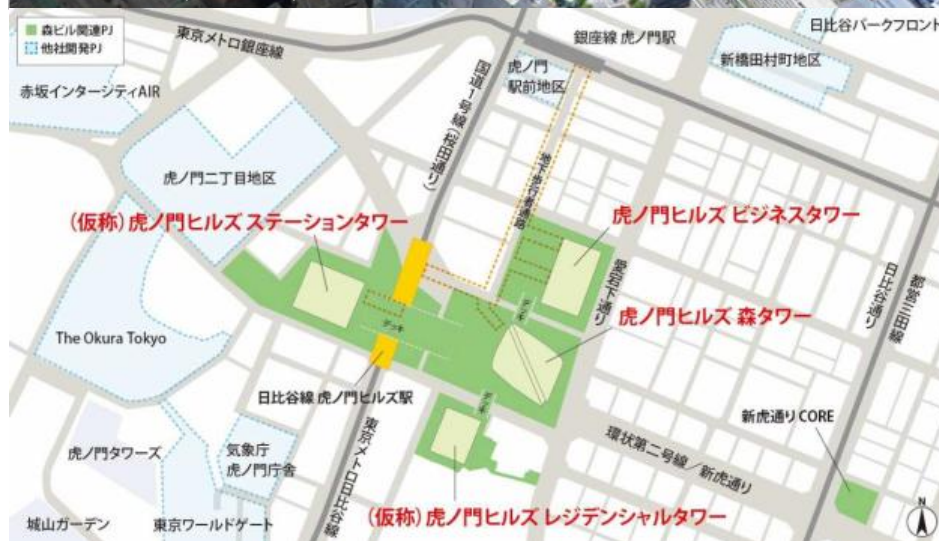 森ビル関連PJ
他社開発PJ
東京メトロ銀座線
国道1号線(桜田通り)
銀座線 虎ノ門駅
日比谷パークフロント
虎ノ門
駅前地区
新橋田村町地区
赤坂インターシティAIR
虎ノ門二丁目地区
地下歩行者通路
(仮称)虎ノ門ヒルズ ステーションタワー
虎ノ門ヒルズ ビジネスタワー
愛宕下通り
日比谷通り
都営三田線
デッキ
虎ノ門ヒルズ 森タワー
デッキ
The Okura Tokyo
日比谷線 虎ノ門ヒルズ駅
デッキ
新虎通りCORE
虎ノ門タワーズ
気象庁
虎ノ門庁舎
東京メトロ日比谷線
環状第二号線/新虎通り
城山ガーデン
東京ワールドゲート
(仮称)虎ノ門ヒルズ レジデンシャルタワー
N